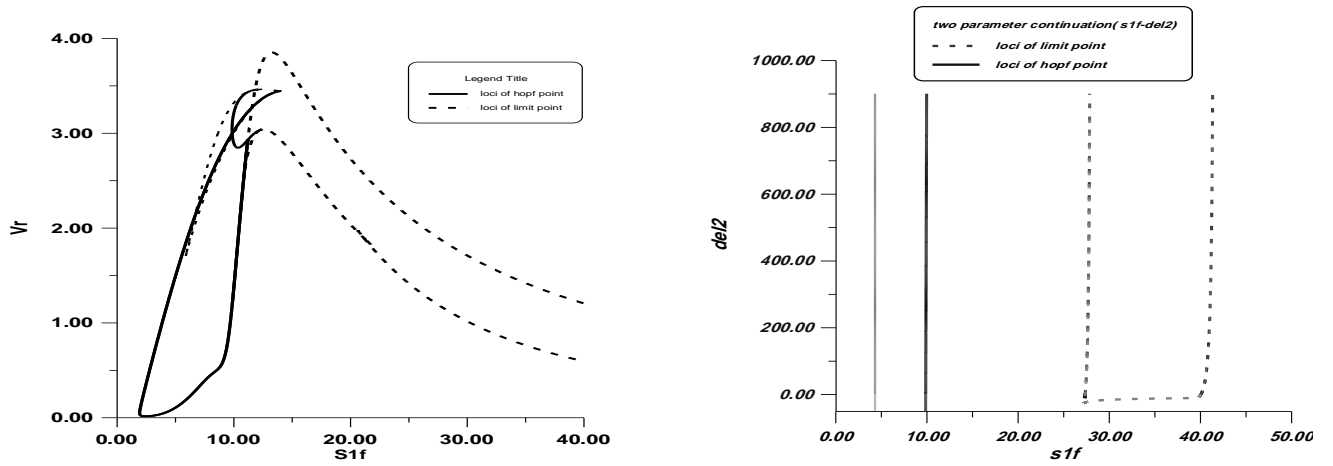 4.00
3.00
2.00
1.00
0.00
Vr
0.00 10.00 20.00 30.00 40.00
S1f
Legend Title
loci of hopf point
loci of limit point
two parameter continuation( s1f-del2)
loci of limit point
loci of hopf point
1000.00
800.00
600.00
400.00
200.00
0.00
del2
0.00 10.00 20.00 30.00 40.00 50.00
s1f